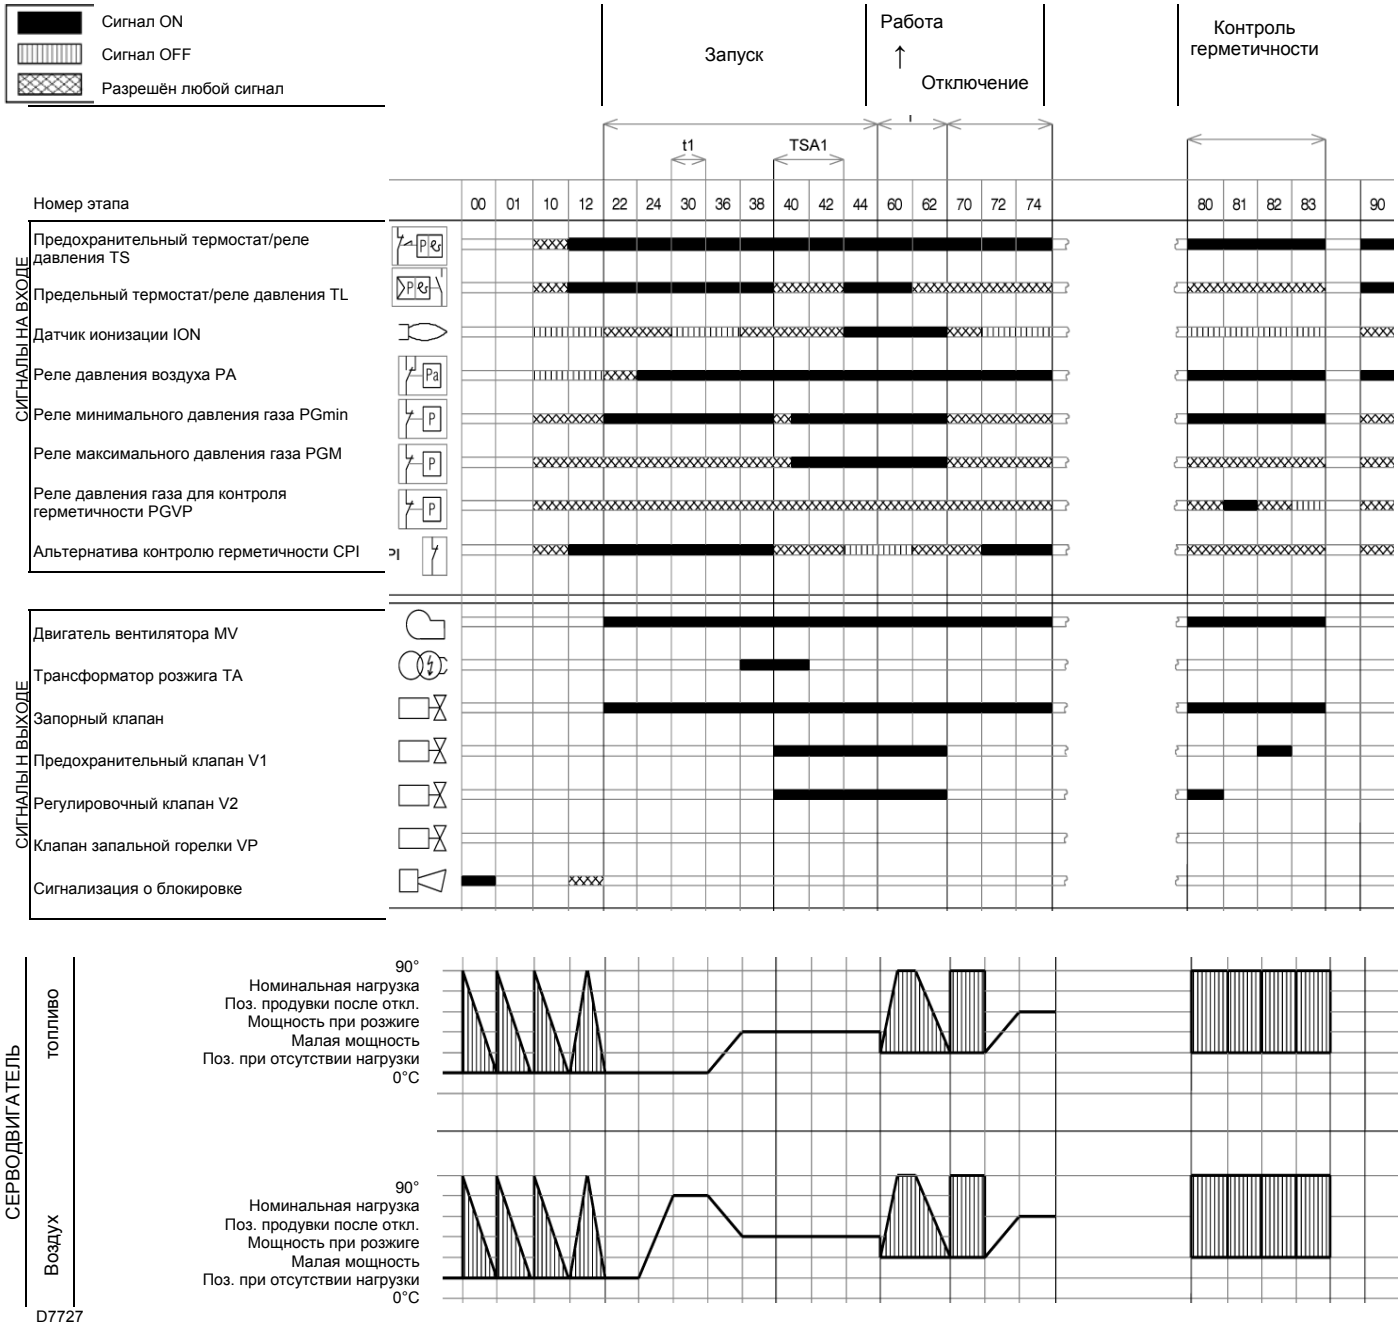 Сигнал ON
Сигнал OFF
Разрешён любой сигнал
Запуск
Работа
↑
Отключение
Контроль
герметичности
t1
TSA1
Номер этапа
00 01 10 12 22 24 30 36 38 40 42 44 60 62 70 72 74 80 81 82 83 90
СИГНАЛЫ НА ВХОДЕ
Предохранительный термостат/реле
давления TS
Предельный термостат/реле давления TL
Датчик ионизации ION
Реле давления воздуха PA
Pa
Реле минимального давления газа PGmin
P
Реле максимального давления газа PGM
P
Реле давления газа для контроля
герметичности PGVP
P
Альтернатива контролю герметичности CPI
PI
СИГНАЛЫ Н ВЫХОДЕ
Двигатель вентилятора MV
Трансформатор розжига TA
Запорный клапан
Предохранительный клапан V1
Регулировочный клапан V2
Клапан запальной горелки VP
Сигнализация о блокировке
СЕРВОДВИГАТЕЛЬ
топливо
90°
Номинальная нагрузка
Поз. продувки после откл.
Мощность при розжиге
Малая мощность
Поз. при отсутствии нагрузки
0°C
Воздух
90°
Номинальная нагрузка
Поз. продувки после откл.
Мощность при розжиге
Малая мощность
Поз. при отсутствии нагрузки
0°C
D7727